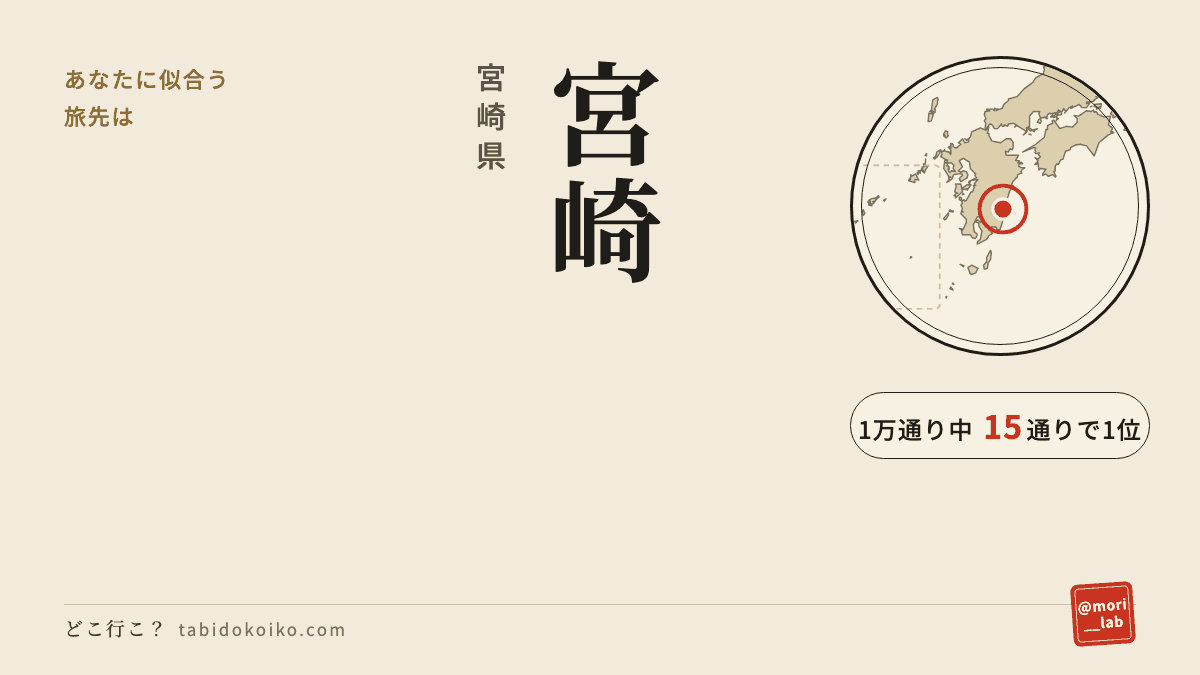 あなたに似合う
旅先は
宮崎
宮崎県
1万通り中 15通りで1位
どこ行こ？ tabidokoiko.com
@mori
__lab